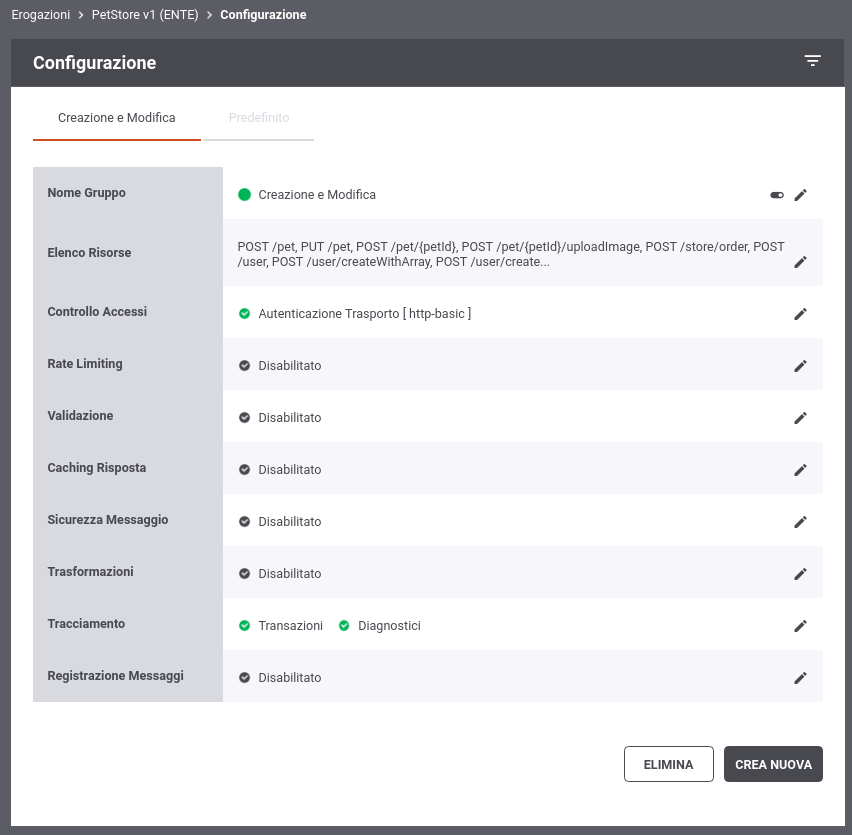 Erogazioni > PetStore v1 (ENTE) > Configurazione
Configurazione
Creazione e Modifica
Predefinito
Nome Gruppo
Creazione e Modifica
Elenco Risorse
POST /pet, PUT /pet, POST /pet/{petId}, POST /pet/{petId}/uploadImage, POST /store/order, POST
/user, POST /user/createWithArray, POST /user/create...
Controllo Accessi
Autenticazione Trasporto [ http-basic ]
Rate Limiting
Disabilitato
Validazione
Disabilitato
Caching Risposta
Disabilitato
Sicurezza Messaggio
Disabilitato
Trasformazioni
Disabilitato
Tracciamento
Transazioni Diagnostici
Registrazione Messaggi
Disabilitato
ELIMINA
CREA NUOVA